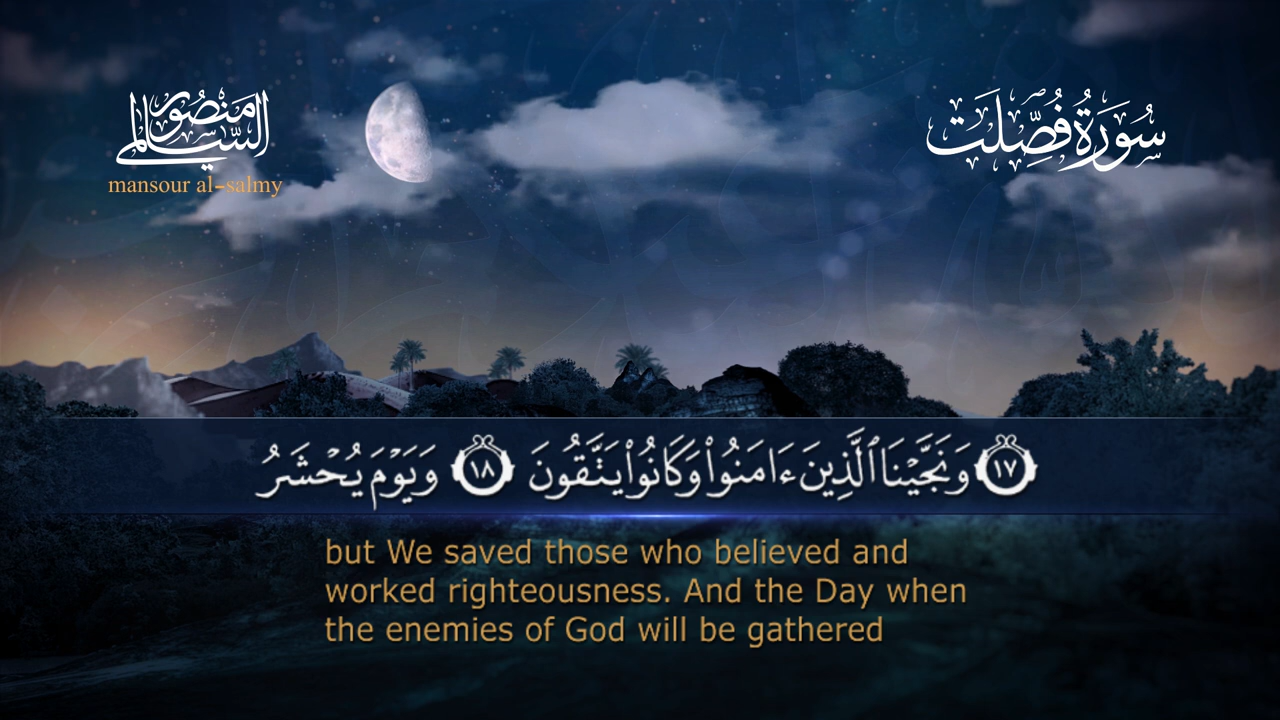 منصور السالمي
mansour al-salmy
سُورَةُ فُصِّلَت
١٧ وَنَجَّيْنَا ٱلَّذِينَ ءَامَنُوا۟ وَكَانُوا۟ يَتَّقُونَ ١٨ وَيَوْمَ يُحْشَرُ
but We saved those who believed and
worked righteousness. And the Day when
the enemies of God will be gathered